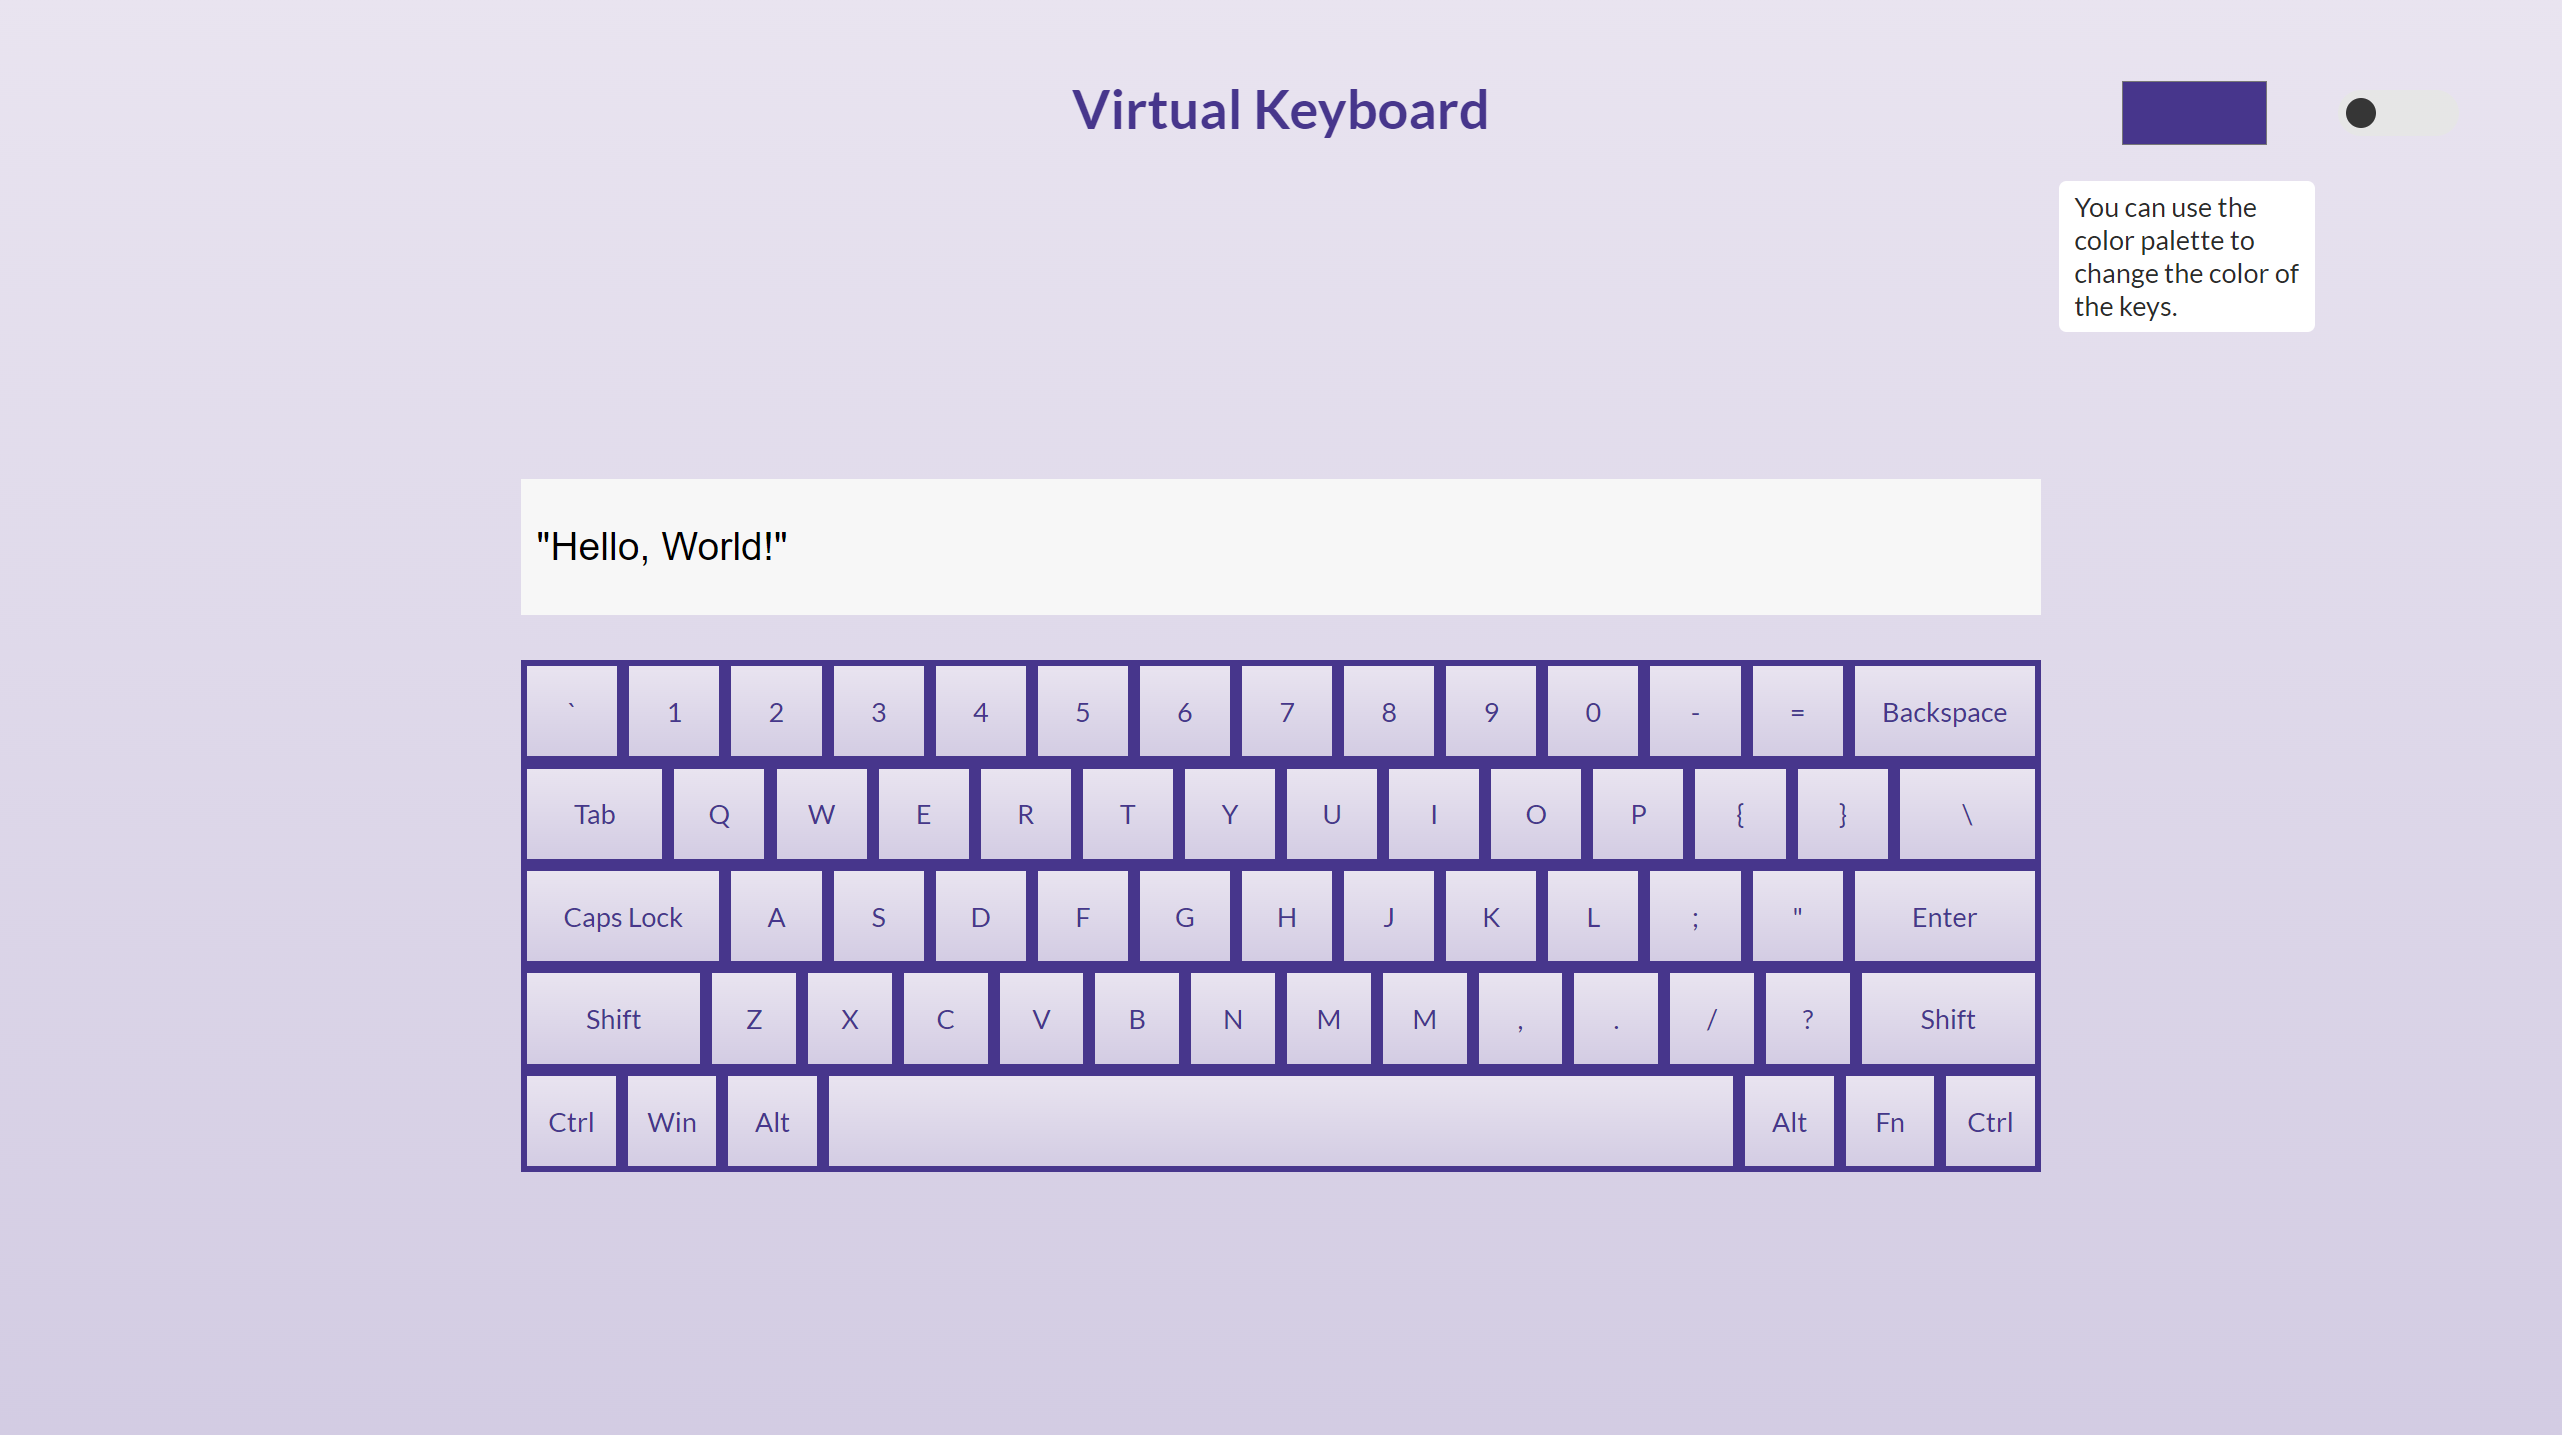 Virtual Keyboard
You can use the
color palette to
change the color of
the keys.
"Hello, World!"
` 1 2 3 4 5 6 7 8 9 0 - = Backspace
Tab Q W E R T Y U I O P { } \
Caps Lock A S D F G H J K L ; " Enter
Shift Z X C V B N M M , . / ? Shift
Ctrl Win Alt Alt Fn Ctrl